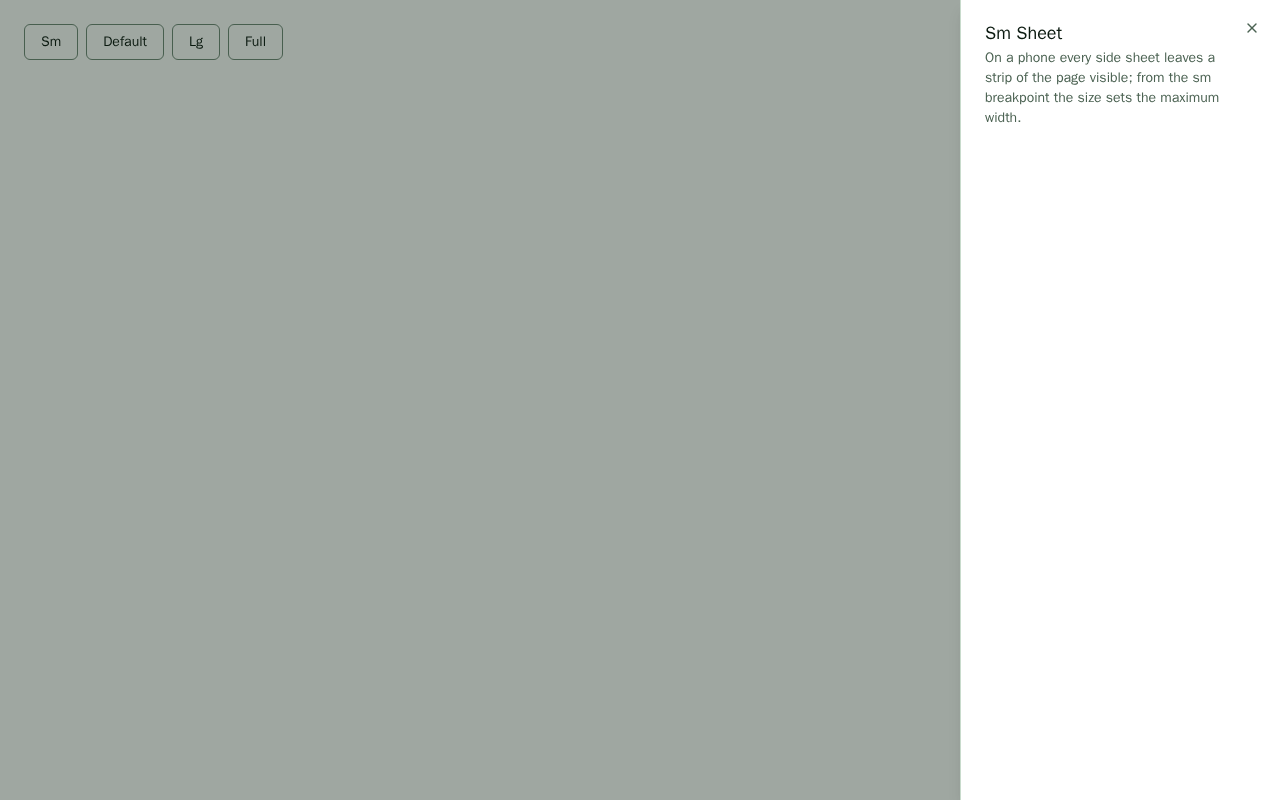 Sm
Default
Lg
Full
Sm Sheet
On a phone every side sheet leaves a
strip of the page visible; from the sm
breakpoint the size sets the maximum
width.